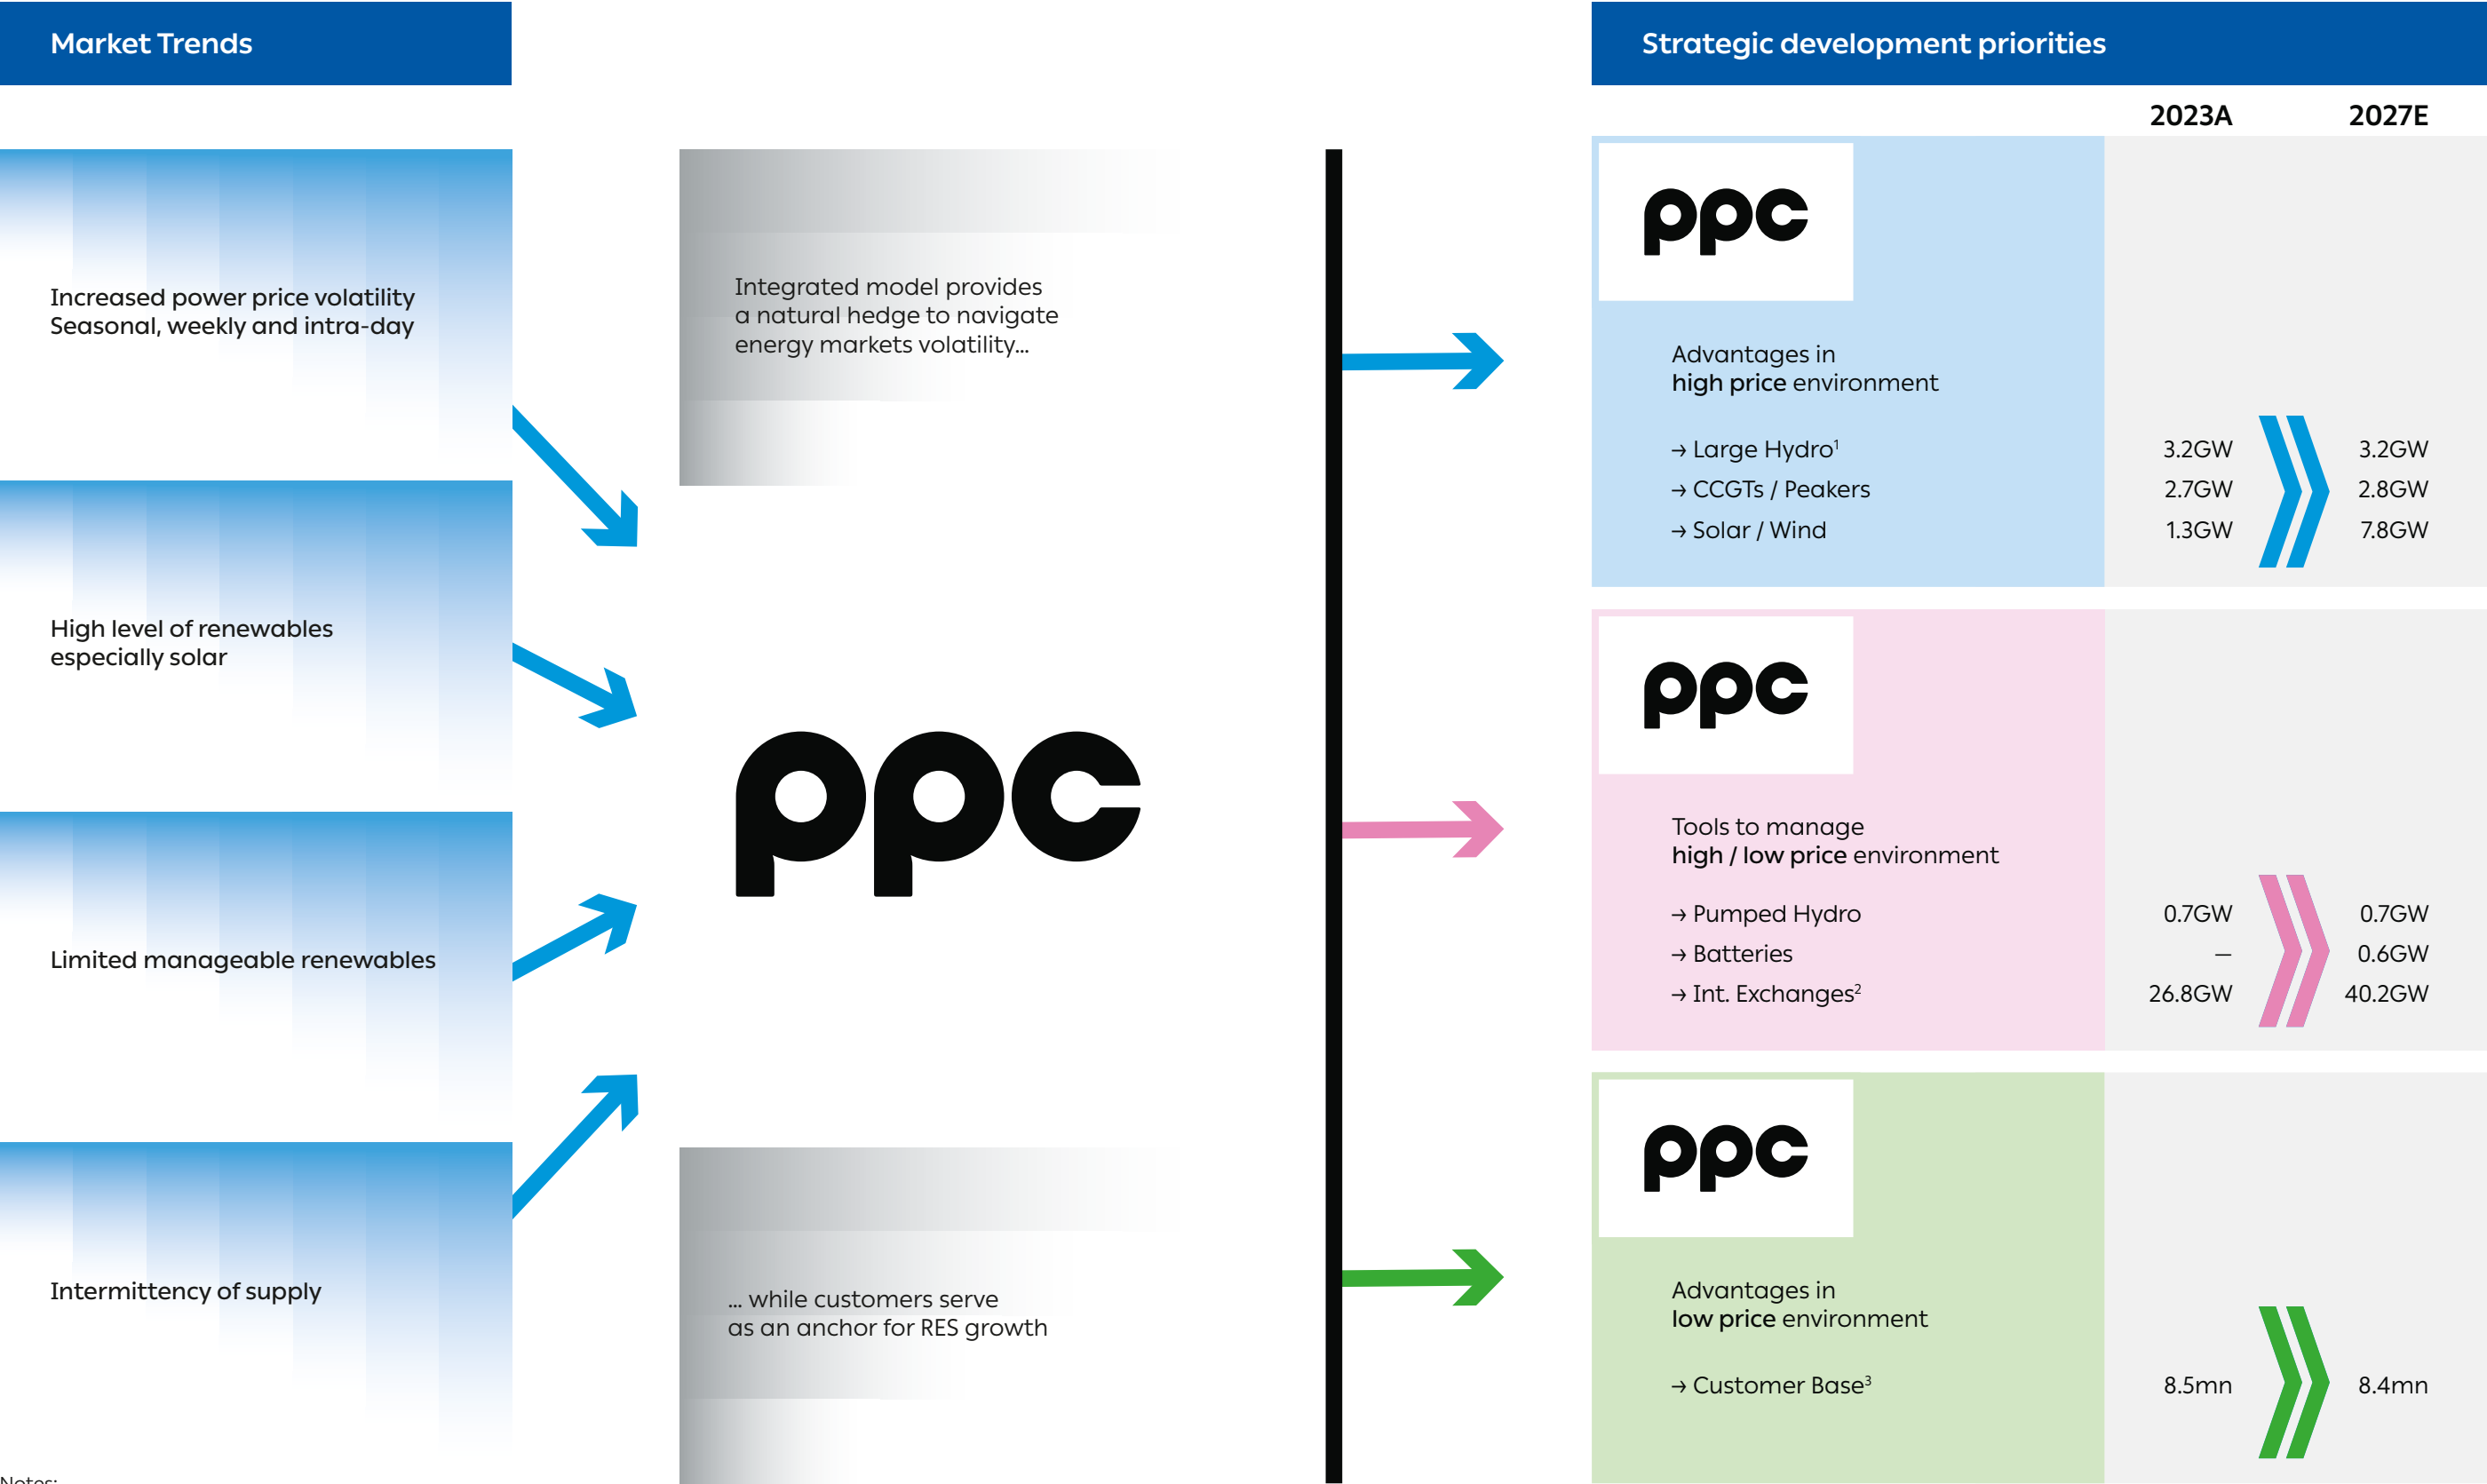 Market Trends
Increased power price volatility
Seasonal, weekly and intra-day
High level of renewables
especially solar
Limited manageable renewables
Intermittency of supply
Integrated model provides
a natural hedge to navigate
energy markets volatility...
ppc
... while customers serve
as an anchor for RES growth
Strategic development priorities
2023A 2027E
ppc
Advantages in
high price environment
→ Large Hydro¹ 3.2GW 3.2GW
→ CCGTs / Peakers 2.7GW 2.8GW
→ Solar / Wind 1.3GW 7.8GW
ppc
Tools to manage
high / low price environment
→ Pumped Hydro 0.7GW 0.7GW
→ Batteries — 0.6GW
→ Int. Exchanges² 26.8GW 40.2GW
ppc
Advantages in
low price environment
→ Customer Base³ 8.5mn 8.4mn
Notes: